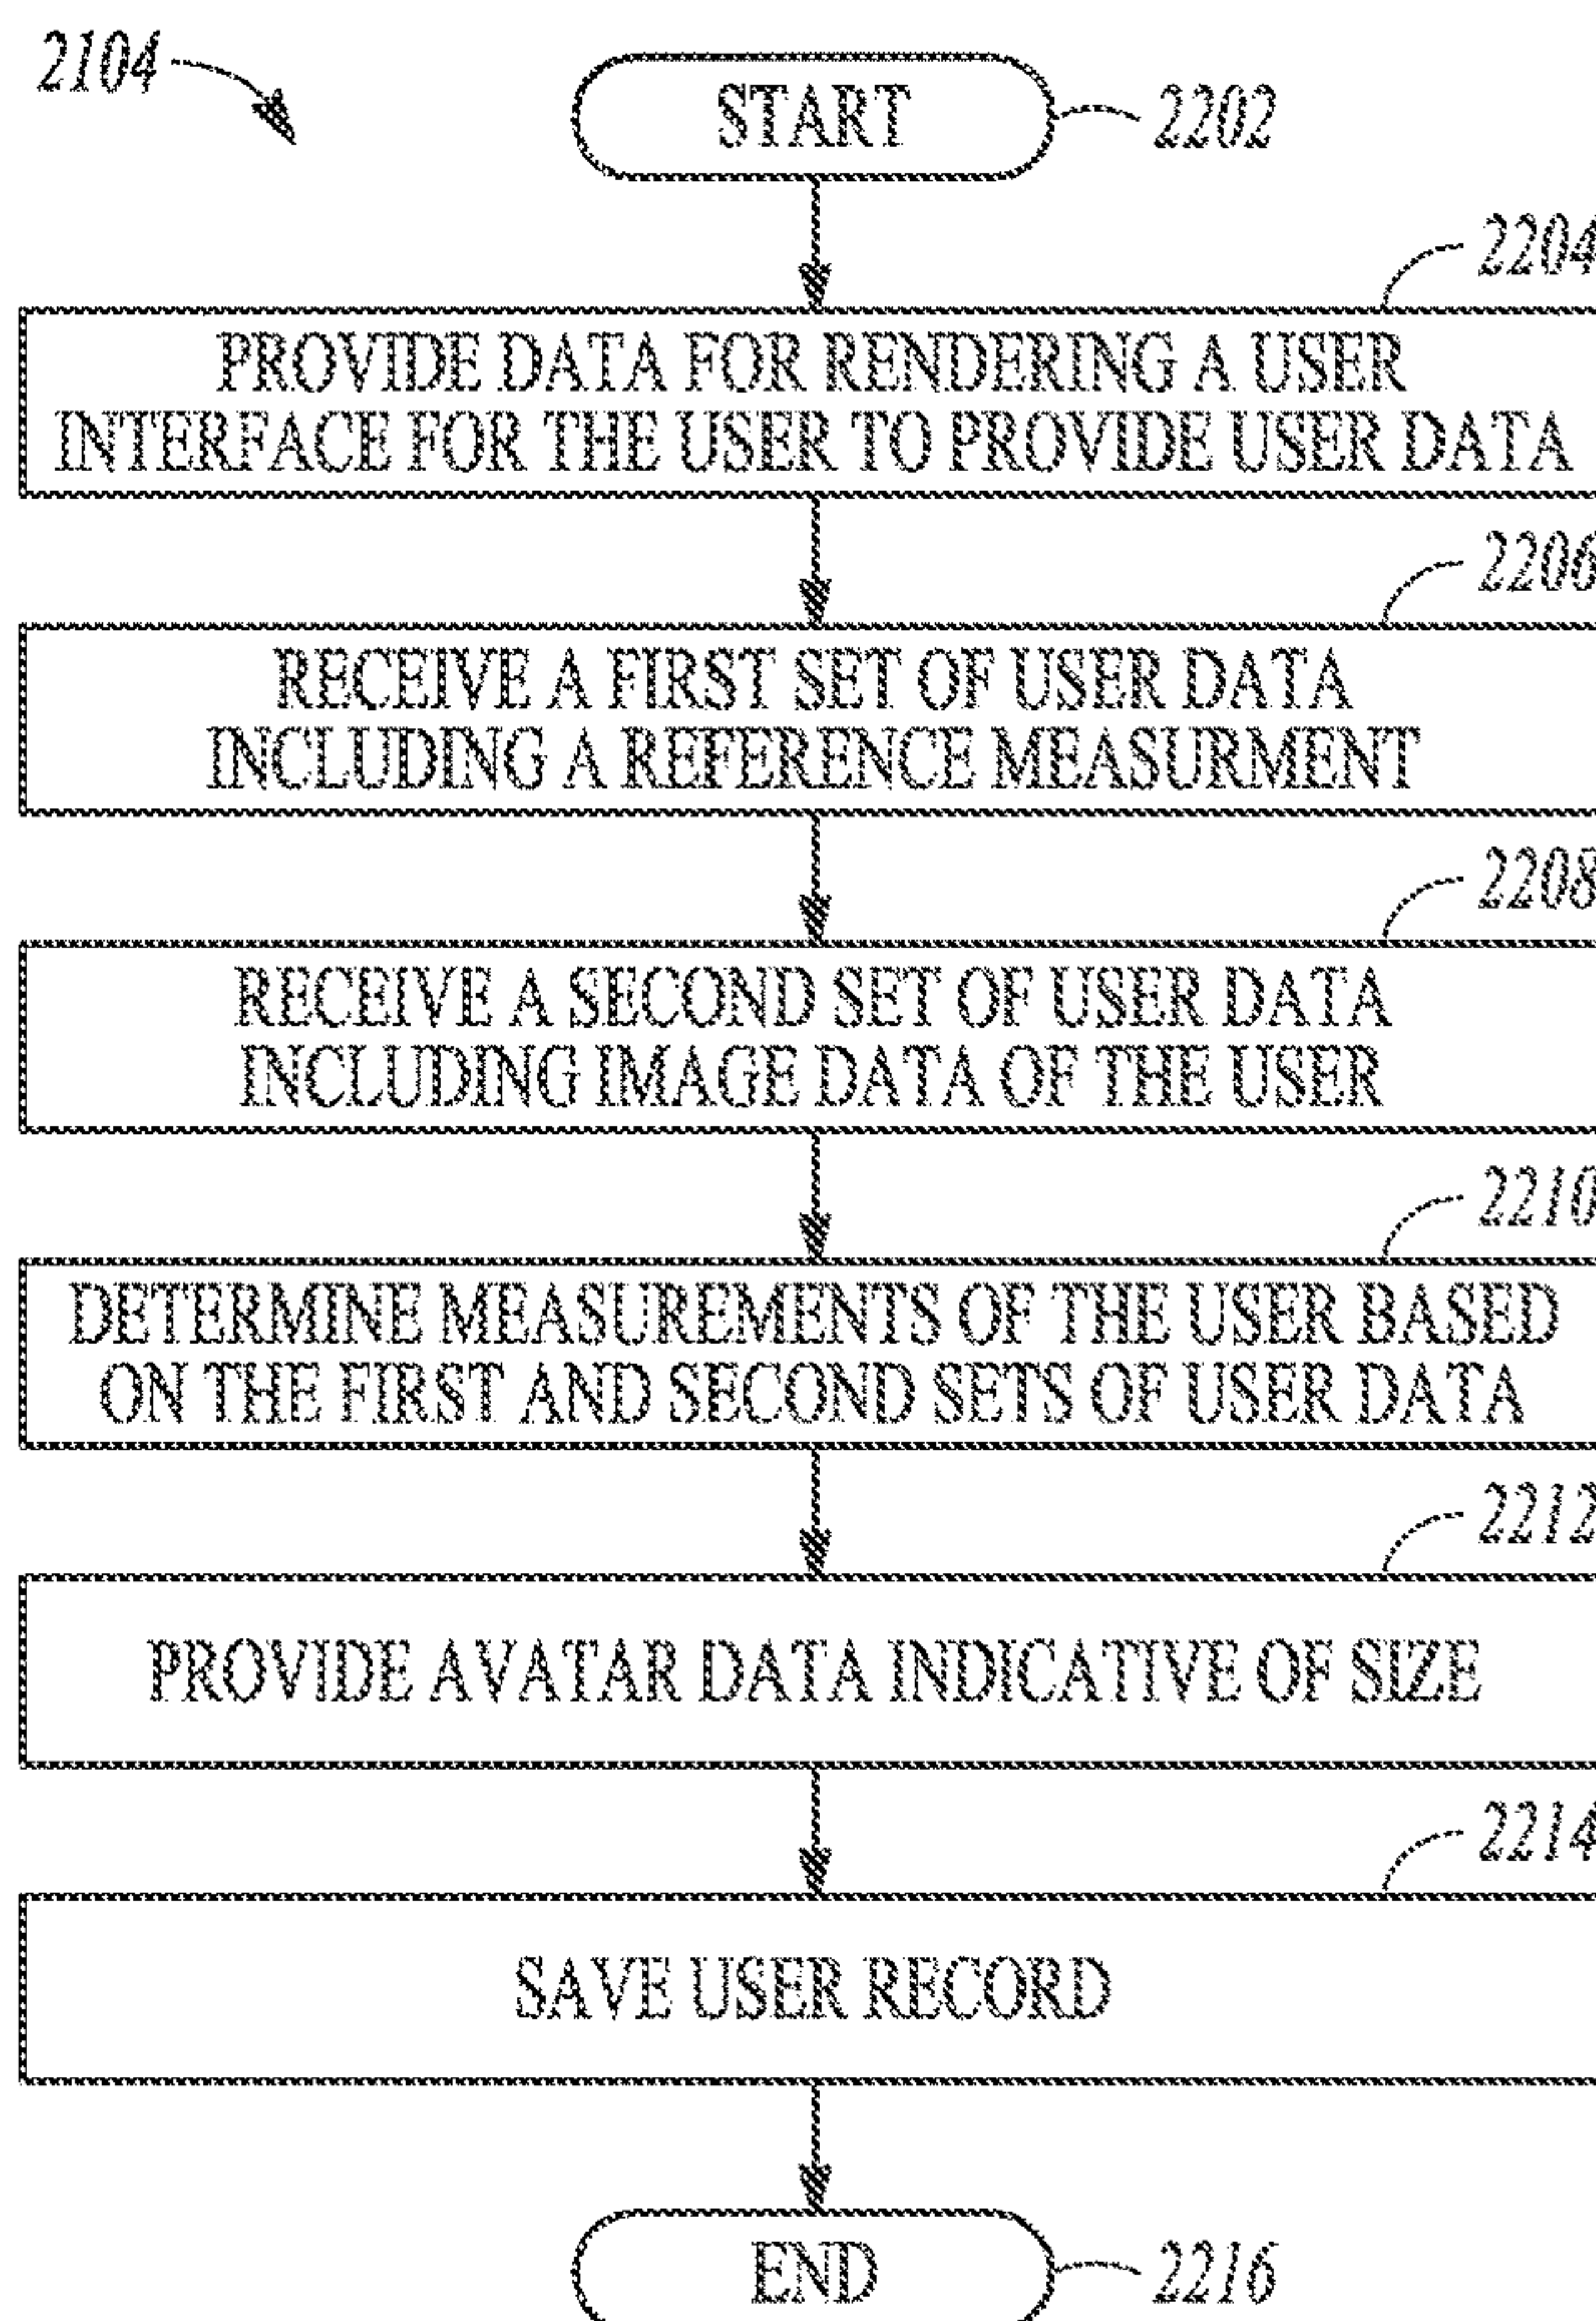 2104
START
2202
2204
PROVIDE DATA FOR RENDERING A USER
INTERFACE FOR THE USER TO PROVIDE USER DATA
2206
RECEIVE A FIRST SET OF USER DATA
INCLUDING A REFERENCE MEASURMENT
2208
RECEIVE A SECOND SET OF USER DATA
INCLUDING IMAGE DATA OF THE USER
2210
DETERMINE MEASUREMENTS OF THE USER BASED
ON THE FIRST AND SECOND SETS OF USER DATA
2212
PROVIDE AVATAR DATA INDICATIVE OF SIZE
2214
SAVE USER RECORD
END
2216